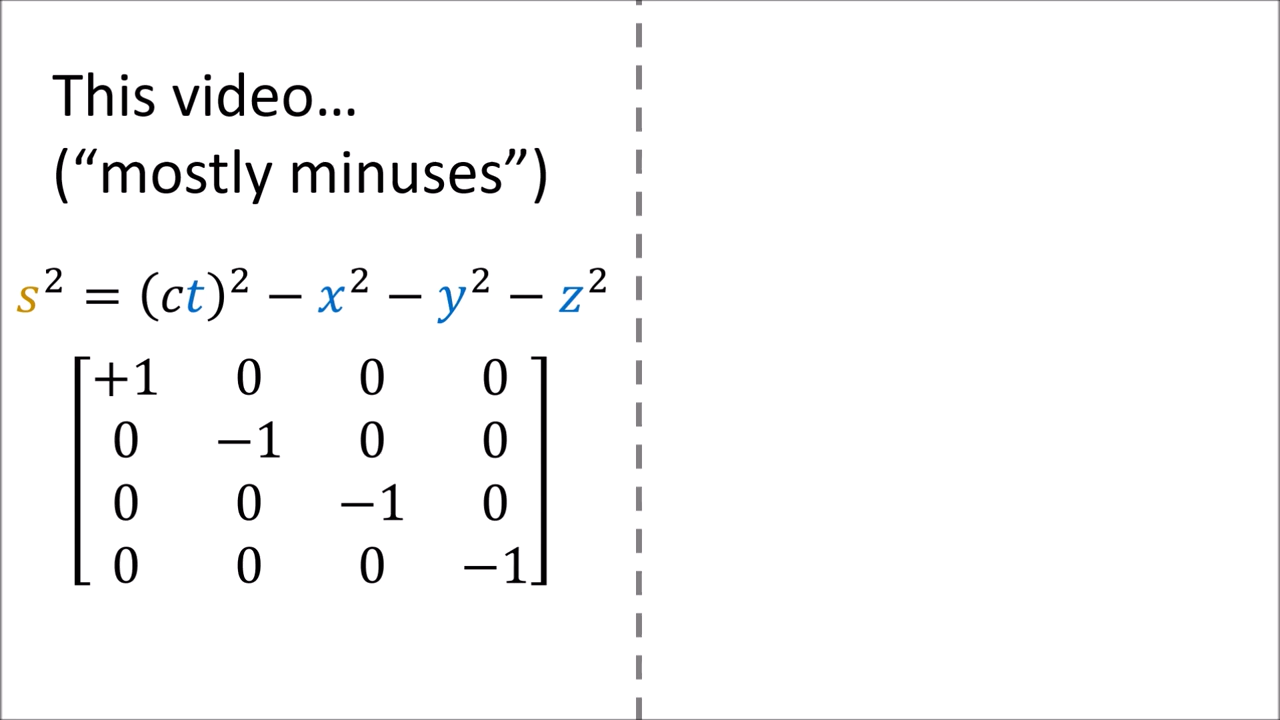 This video…
(“mostly minuses”)
s² = (ct)² − x² − y² − z²
+1 0 0 0
0 −1 0 0
0 0 −1 0
0 0 0 −1